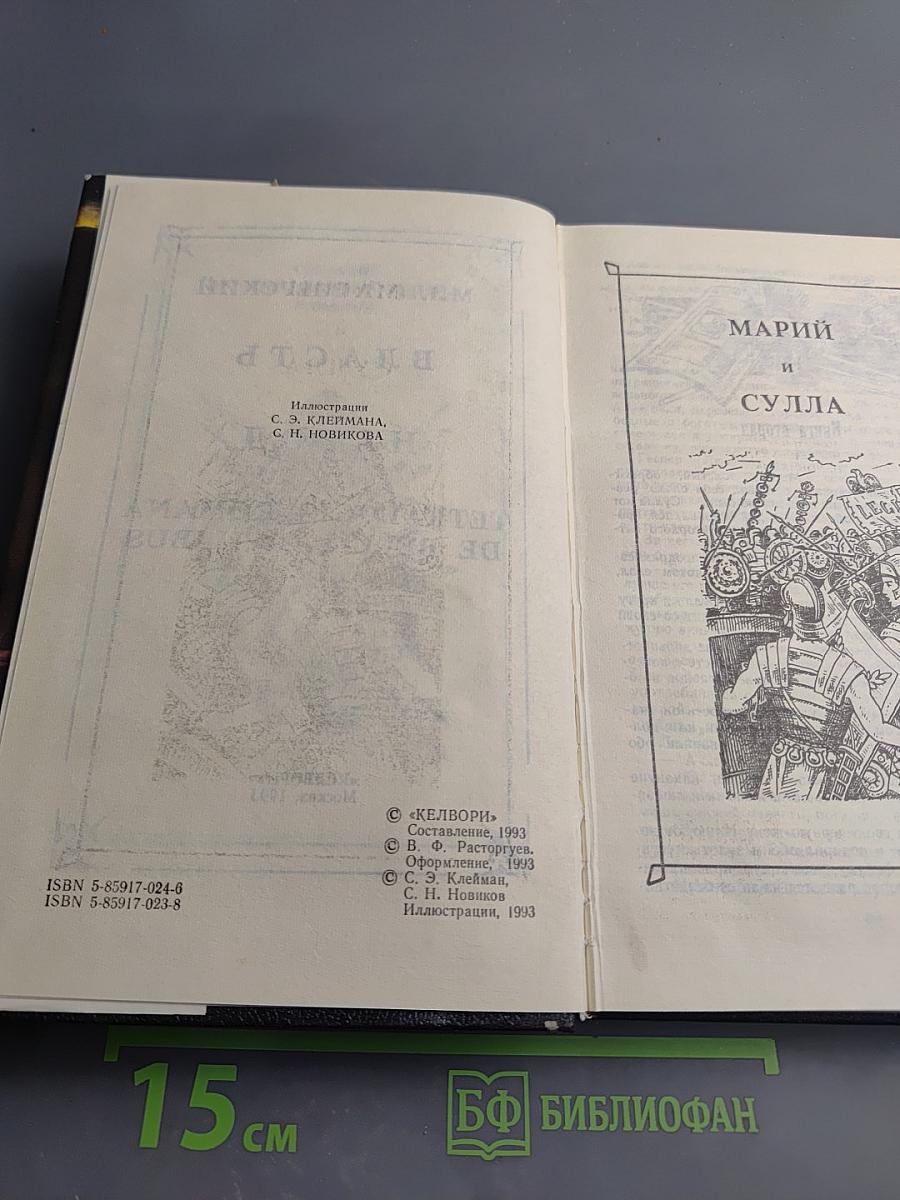 Иллюстрации
С. Э. КЛЕЙМАНА,
С. Н. НОВИКОВА
© «КЕЛВОРИ»
Составление, 1993
© В. Ф. Расторгуев.
Оформление, 1993
© С. Э. Клейман,
С. Н. Новиков
Иллюстрации, 1993
ISBN 5-85917-024-6
ISBN 5-85917-023-8
МАРИЙ
и
СУЛЛА
LEGE
15 см
БФ БИБЛИОФАН